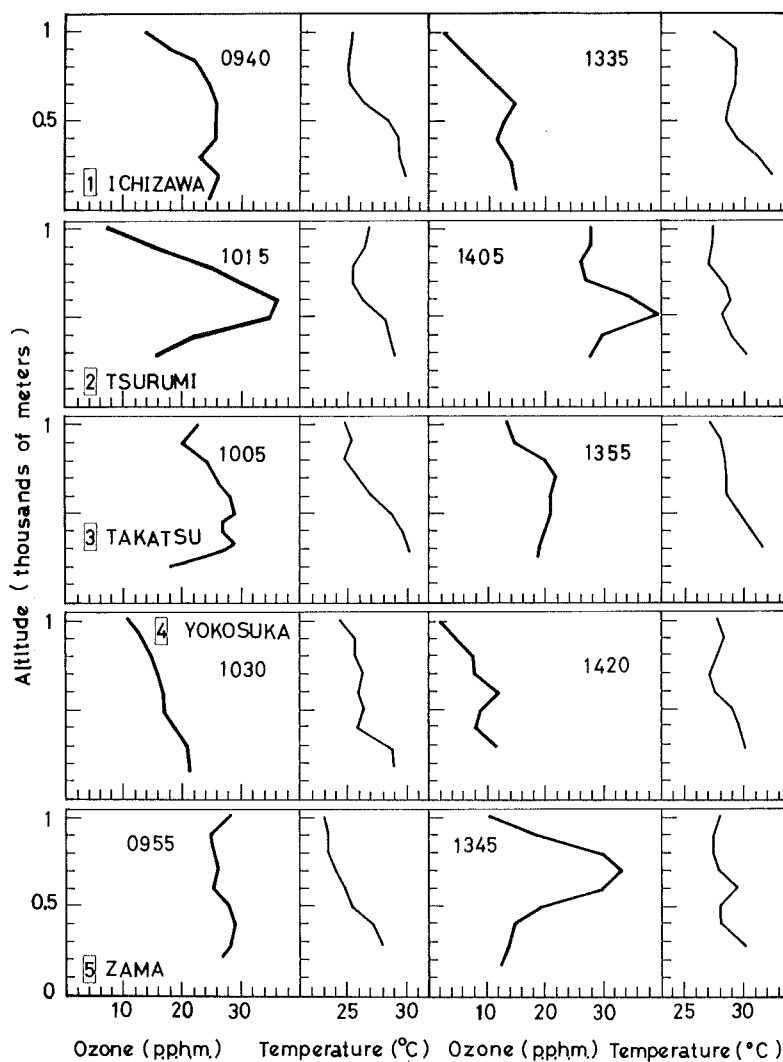 1
0940
1335
0.5
1 ICHIZAWA
1
1015
1405
2 TSURUMI
1
1005
1355
3 TAKATSU
1
4 YOKOSUKA
1030
1420
1
0955
1345
0.5
5 ZAMA
0
10 20 30 25 30 10 20 30 25 30
Ozone (pphm) Temperature (°C) Ozone (pphm) Temperature (°C)
Altitude (thousands of meters)